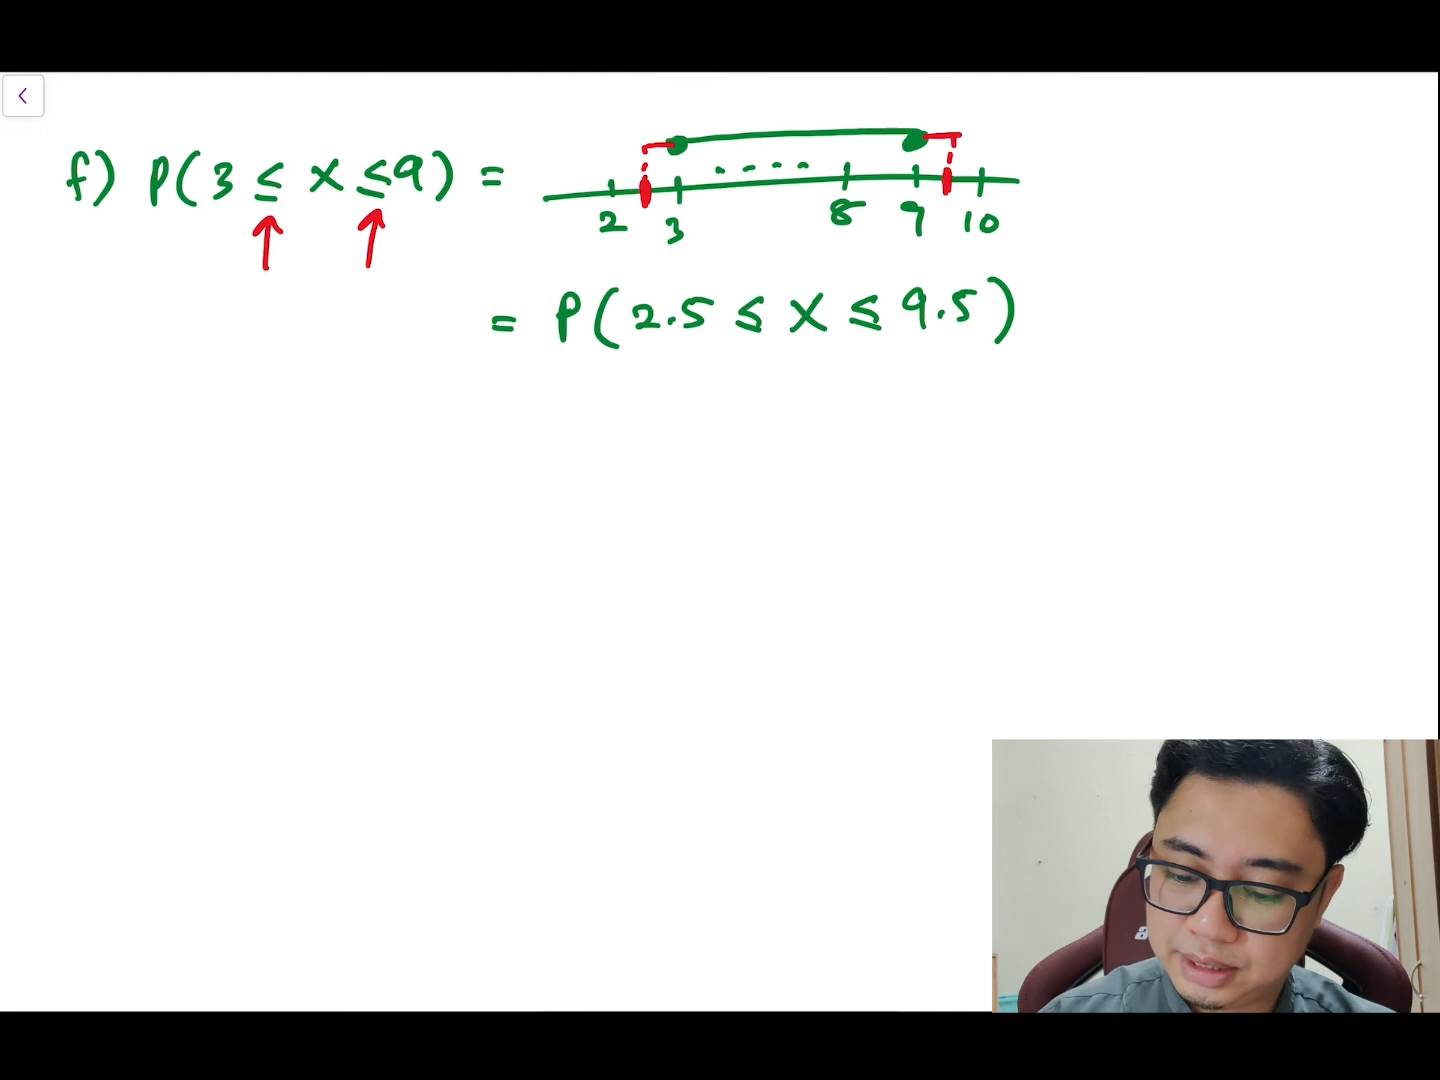 f) P(3 ≤ x ≤ 9) =
2 3 8 9 10
= P(2.5 ≤ X ≤ 9.5)